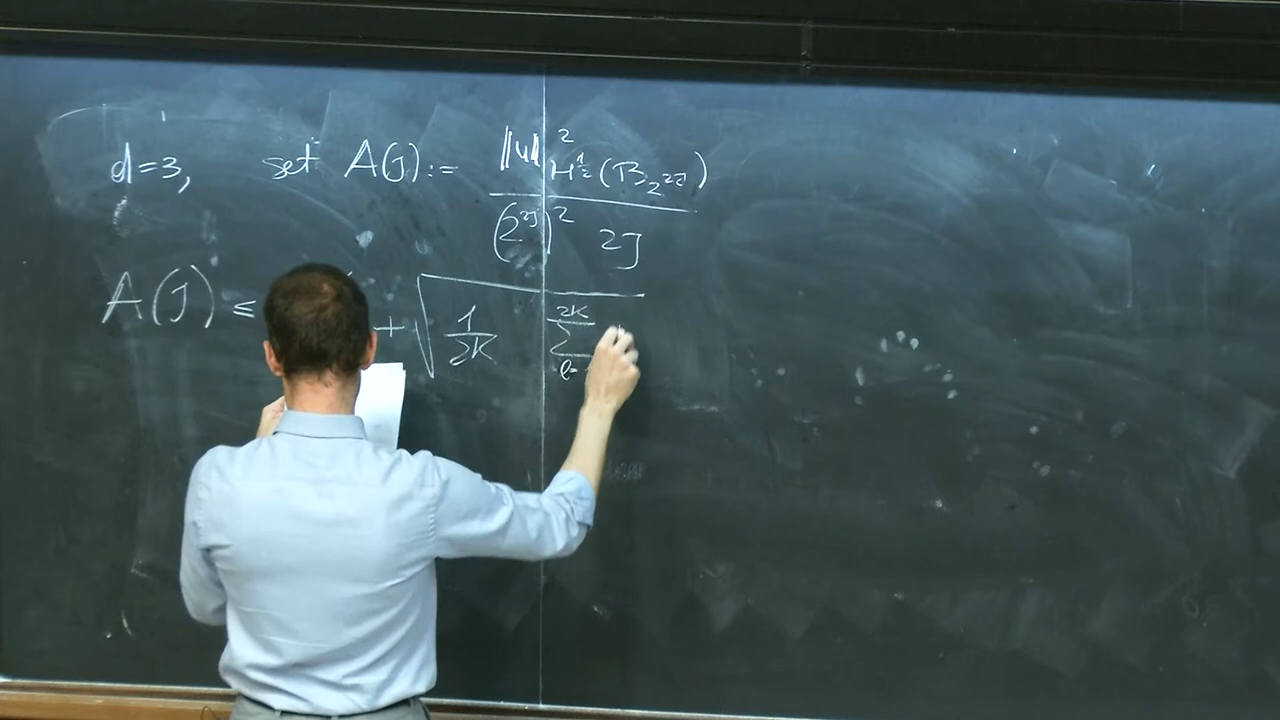 d=3, set A(J) := ‖u‖²_{H^{1/2}(B_{2^{2J}})} / (2^{2J})² 2J
A(J) ≤ + √(1/2K ∑_{ℓ=}^{2K}